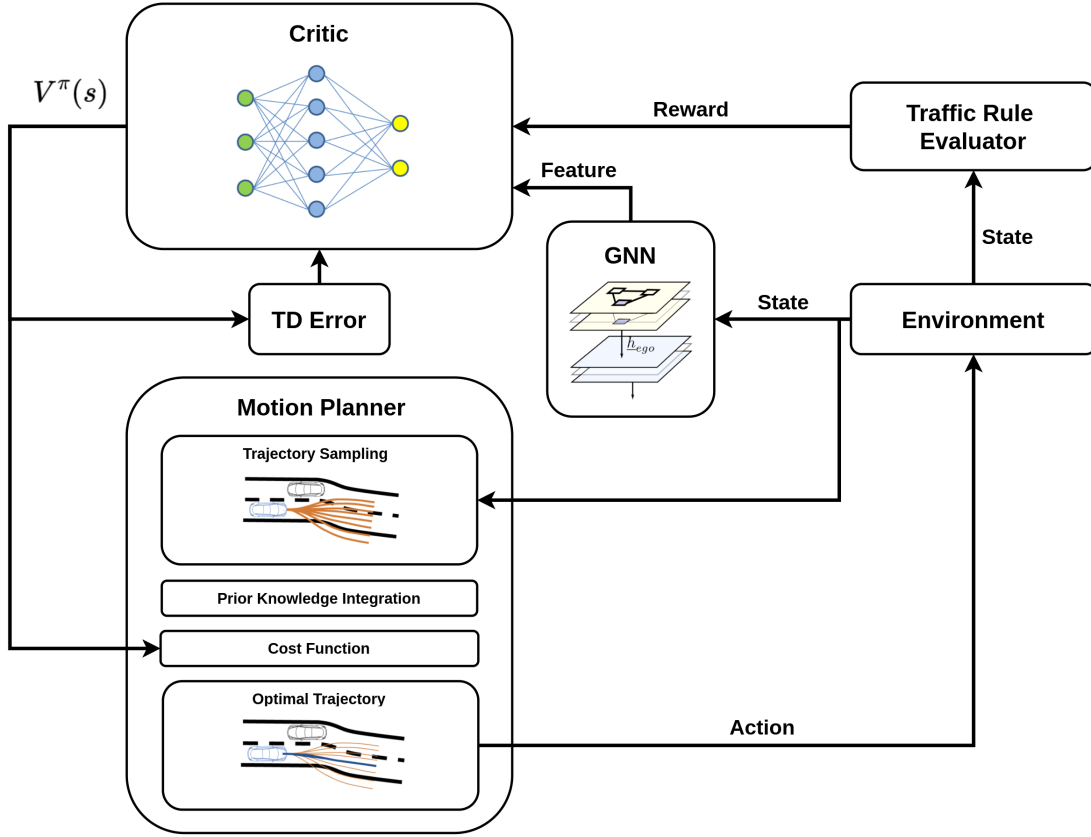 Critic
V^π(s)
Reward
Traffic Rule
Evaluator
Feature
State
GNN
h_ego
State
Environment
TD Error
Motion Planner
Trajectory Sampling
Prior Knowledge Integration
Cost Function
Optimal Trajectory
Action